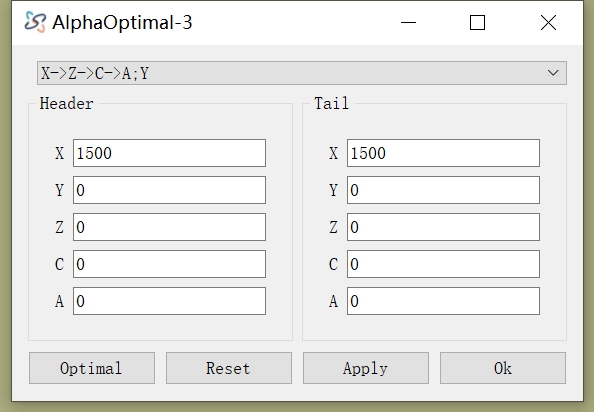 AlphaOptimal-3
X->Z->C->A;Y
Header Tail
X 1500 X 1500
Y 0 Y 0
Z 0 Z 0
C 0 C 0
A 0 A 0
Optimal Reset Apply Ok